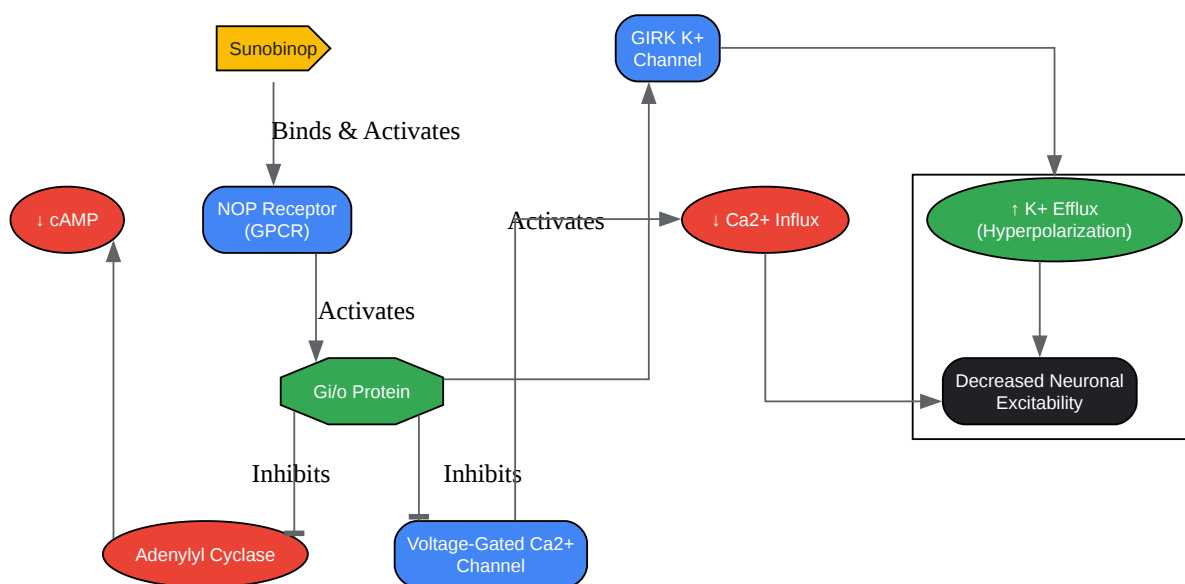 Sunobinop
GIRK K+
Channel
Binds & Activates
↓ cAMP
NOP Receptor
(GPCR)
Activates
↓ Ca2+ Influx
↑ K+ Efflux
(Hyperpolarization)
Activates
Gi/o Protein
Decreased Neuronal
Excitability
Inhibits
Inhibits
Adenylyl Cyclase
Voltage-Gated Ca2+
Channel